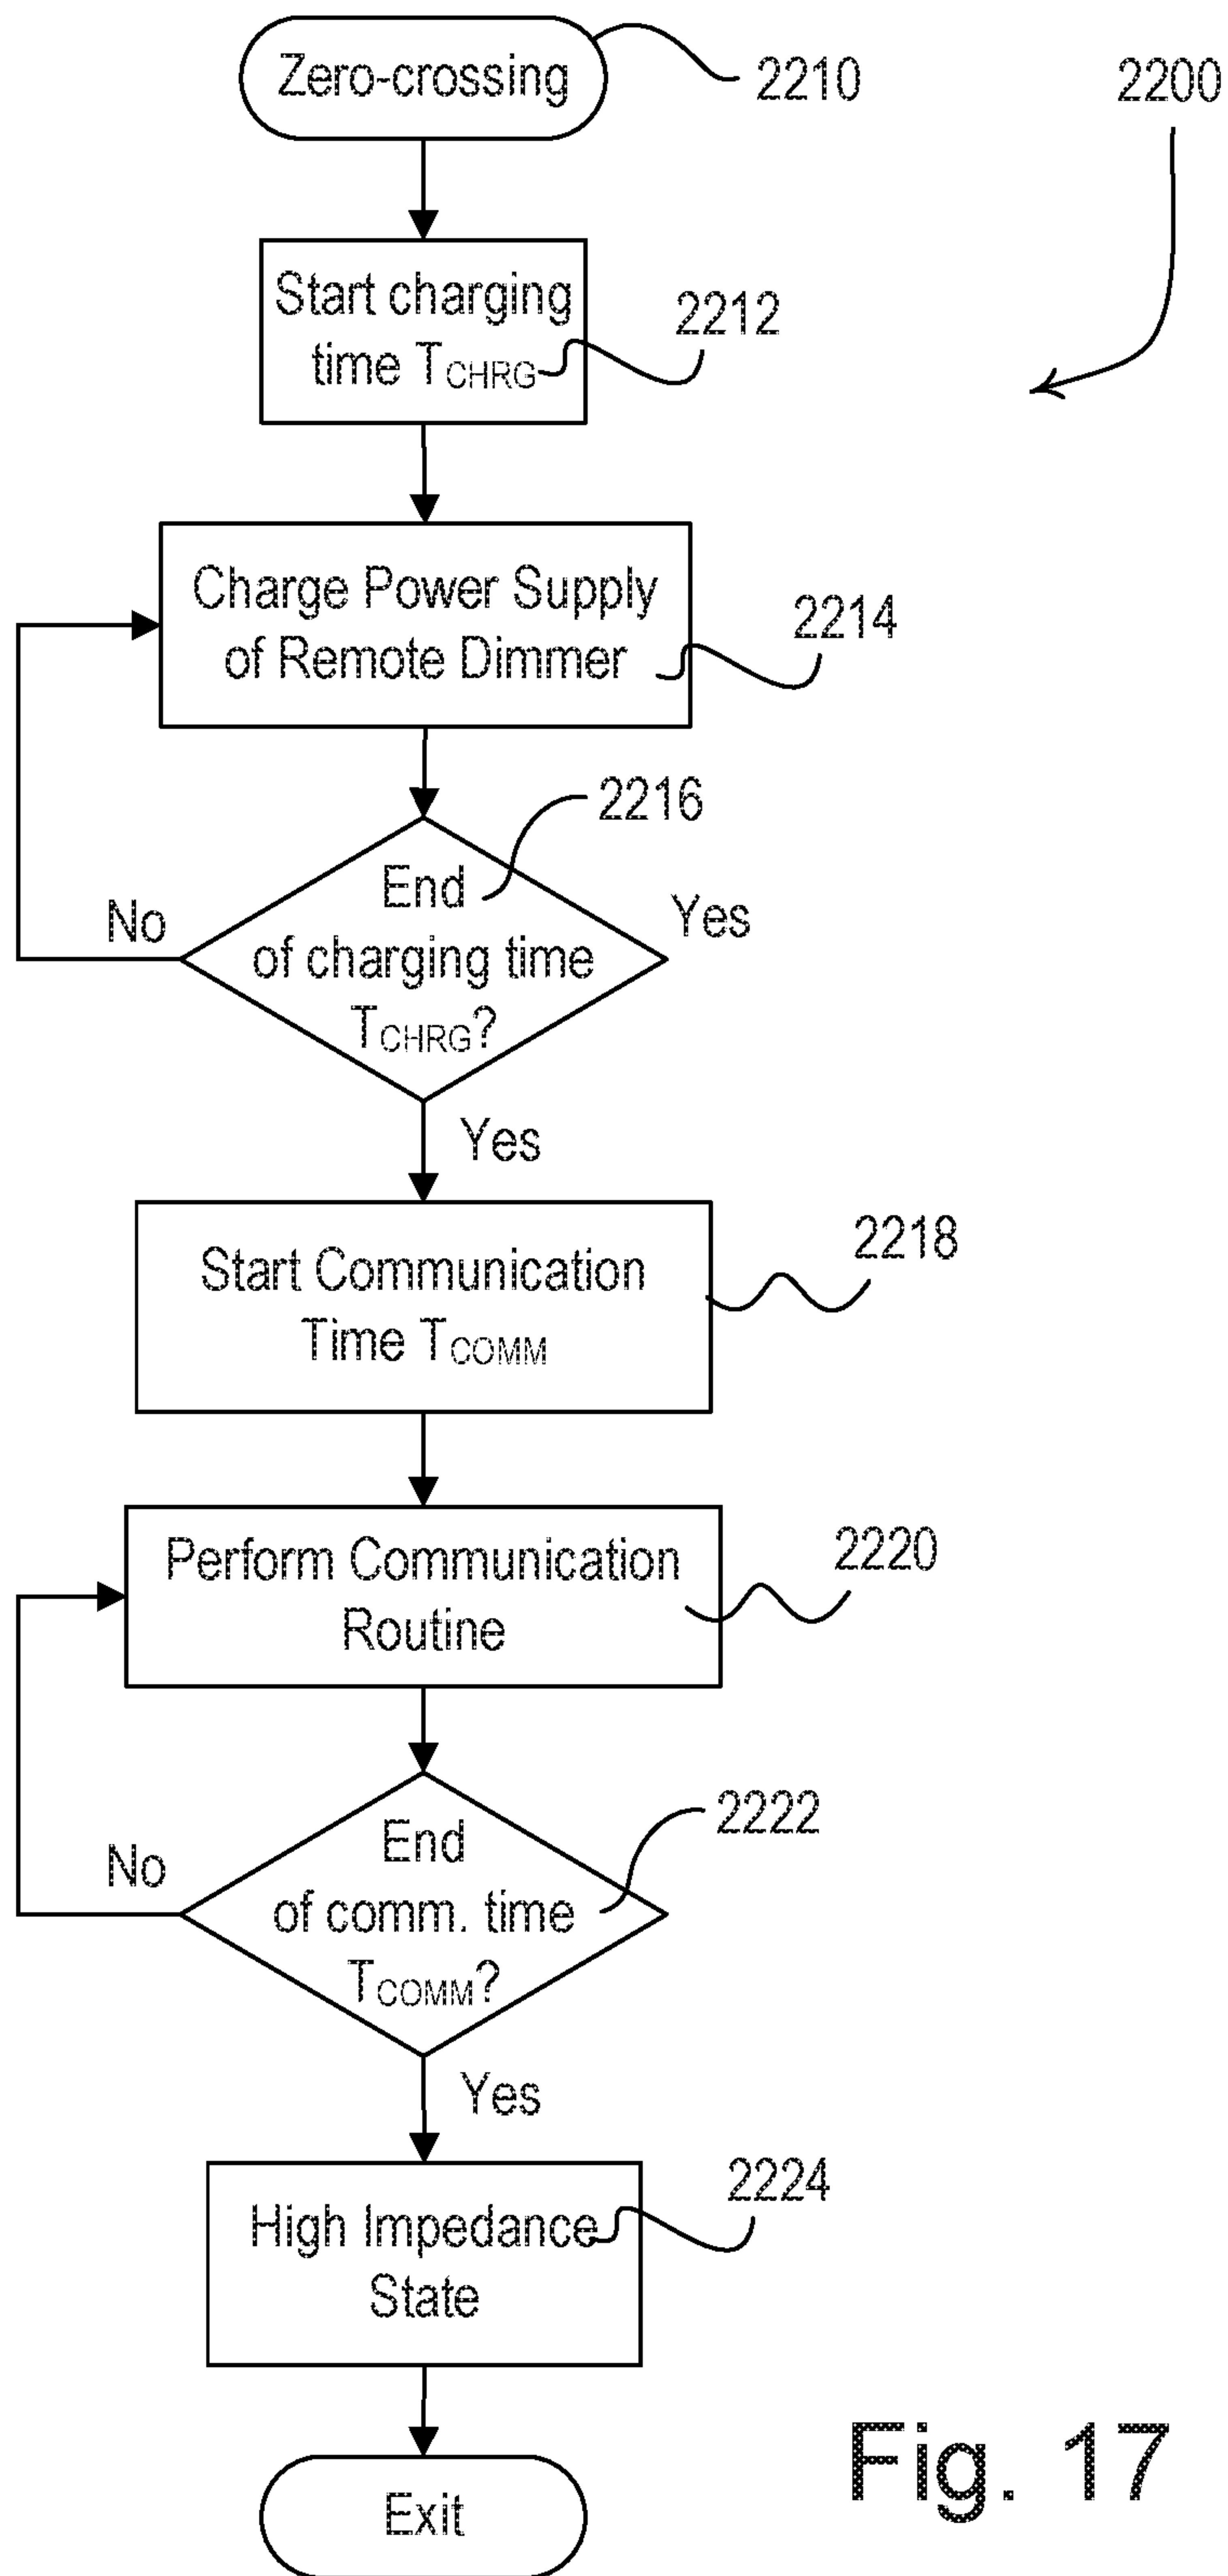 Zero-crossing
2210
2200
Start charging
time TCHRG
2212
Charge Power Supply
of Remote Dimmer
2214
2216
End
of charging time
TCHRG?
No
Yes
Yes
Start Communication
Time TCOMM
2218
Perform Communication
Routine
2220
End
of comm. time
TCOMM?
2222
No
Yes
High Impedance
State
2224
Exit
Fig. 17